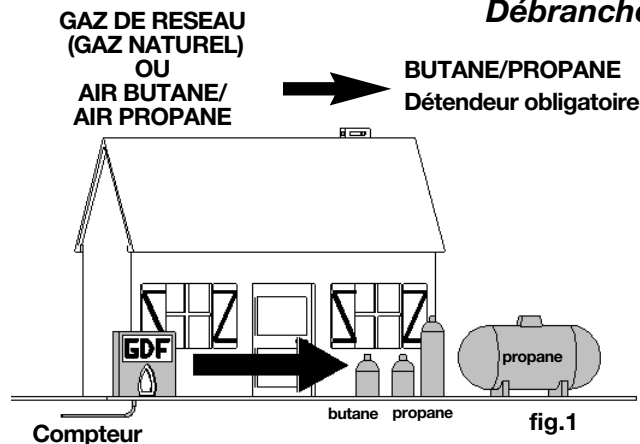 Débranche
GAZ DE RESEAU
(GAZ NATUREL)
OU
AIR BUTANE/
AIR PROPANE
BUTANE/PROPANE
Détendeur obligatoire
GDF
propane
butane propane
fig.1
Compteur